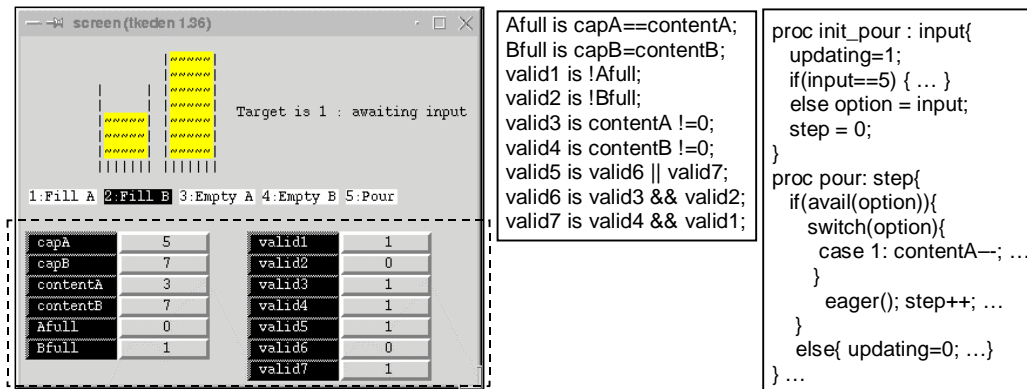 screen (tkeden 1.36)
Target is 1 : awaiting input
1:Fill A 2:Fill B 3:Empty A 4:Empty B 5:Pour
capA 5
capB 7
contentA 3
contentB 7
Afull 0
Bfull 1
valid1 1
valid2 0
valid3 1
valid4 1
valid5 1
valid6 0
valid7 1
Afull is capA==contentA;
Bfull is capB=contentB;
valid1 is !Afull;
valid2 is !Bfull;
valid3 is contentA !=0;
valid4 is contentB !=0;
valid5 is valid6 || valid7;
valid6 is valid3 && valid2;
valid7 is valid4 && valid1;
proc init_pour : input{
updating=1;
if(input==5) { … }
else option = input;
step = 0;
}
proc pour: step{
if(avail(option)){
switch(option){
case 1: contentA–-; …
}
eager(); step++; …
}
else{ updating=0; …}
} …